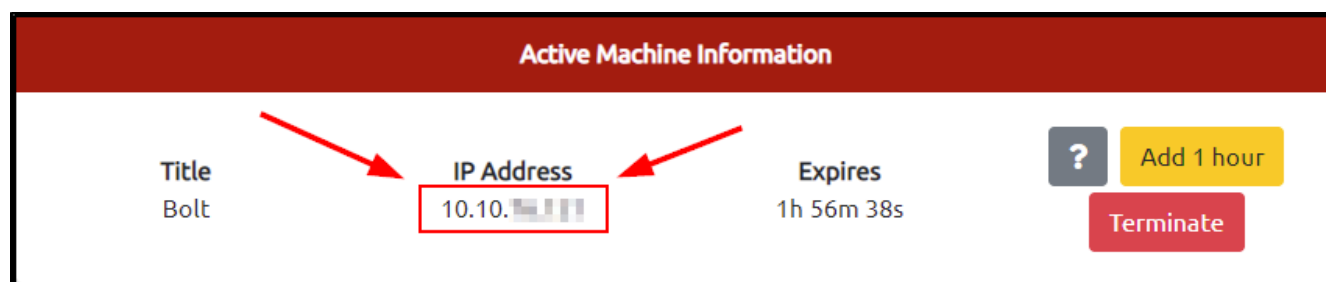 Active Machine Information
Title IP Address Expires ? Add 1 hour
Bolt 10.10. 1h 56m 38s Terminate